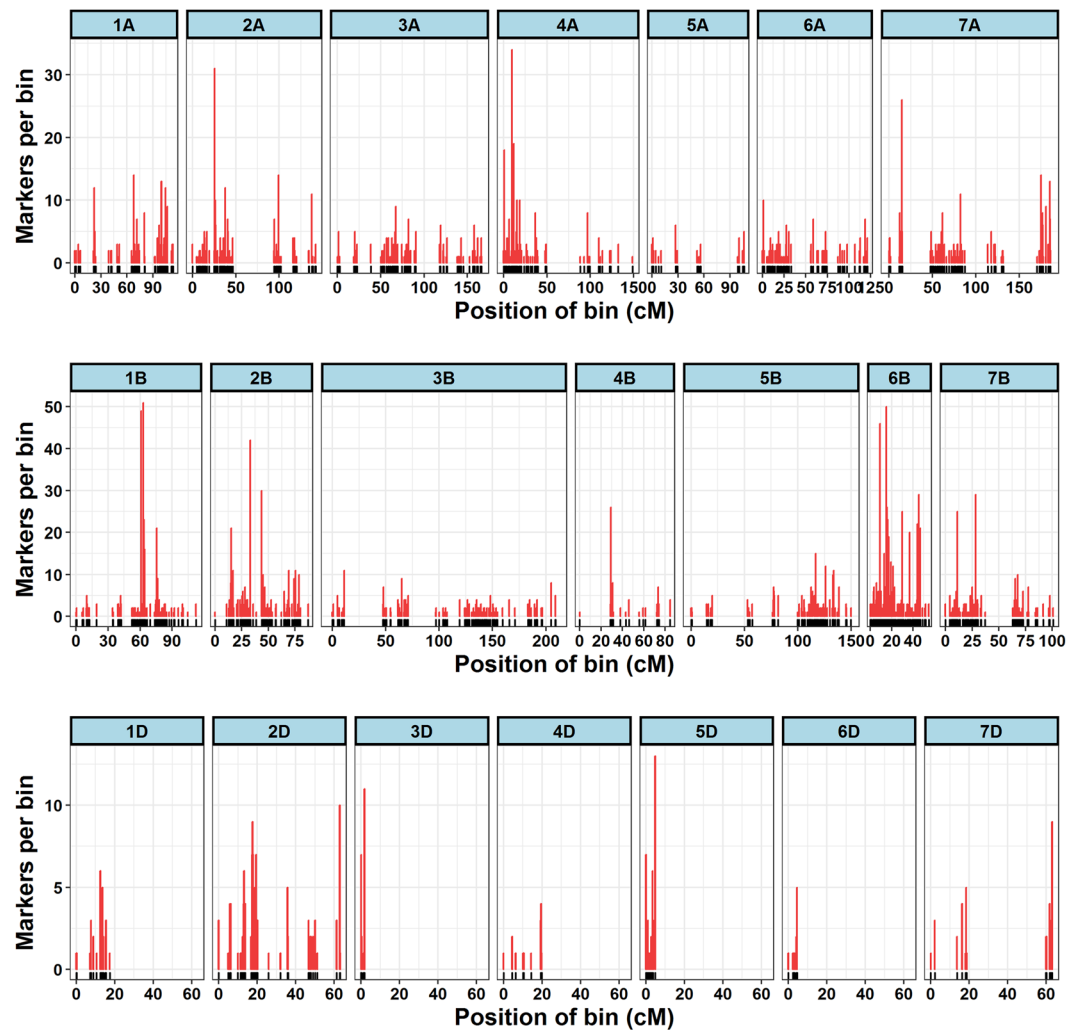 1A 2A 3A 4A 5A 6A 7A
30
20
10
0
Markers per bin
0 30 60 90 0 50 100 0 50 100 150 0 50 100 150 0 30 60 90 0 25 50 75 100 125 0 50 100 150
Position of bin (cM)
1B 2B 3B 4B 5B 6B 7B
50
40
30
20
10
0
Markers per bin
0 30 60 90 0 25 50 75 0 50 100 150 200 0 20 40 60 80 0 50 100 150 0 20 40 0 25 50 75 100
Position of bin (cM)
1D 2D 3D 4D 5D 6D 7D
10
5
0
Markers per bin
0 20 40 60 0 20 40 60 0 20 40 60 0 20 40 60 0 20 40 60 0 20 40 60 0 20 40 60
Position of bin (cM)